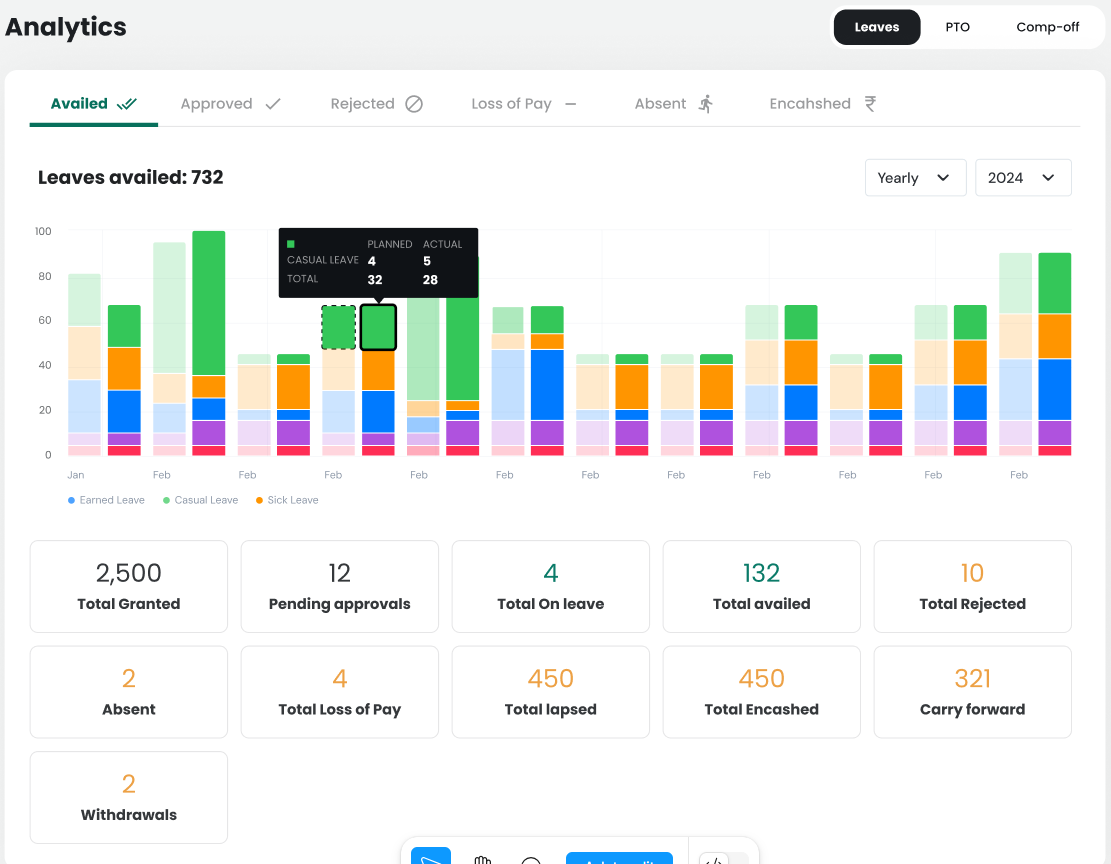 Analytics
Leaves PTO Comp-off
Availed Approved Rejected Loss of Pay Absent Encahshed
Leaves availed: 732
Yearly 2024
PLANNED ACTUAL
CASUAL LEAVE 4 5
TOTAL 32 28
100
80
60
40
20
0
Jan Feb Feb Feb Feb Feb Feb Feb Feb Feb Feb Feb
Earned Leave Casual Leave Sick Leave
2,500 12 4 132 10
Total Granted Pending approvals Total On leave Total availed Total Rejected
2 4 450 450 321
Absent Total Loss of Pay Total lapsed Total Encashed Carry forward
2
Withdrawals